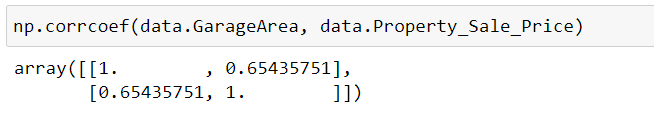 np.corrcoef(data.GarageArea, data.Property_Sale_Price)
array([[1.        , 0.65435751],
       [0.65435751, 1.        ]])